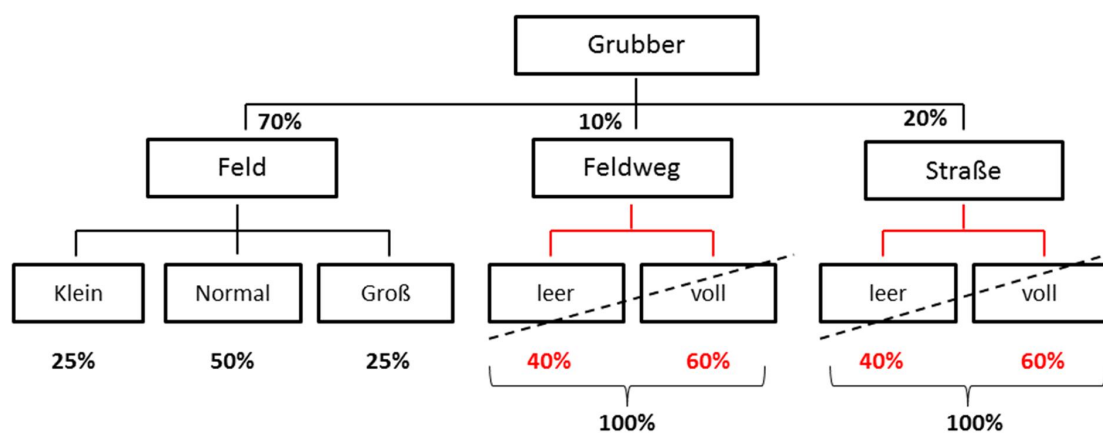 Grubber
70% 10% 20%
Feld Feldweg Straße
Klein Normal Groß leer voll leer voll
25% 50% 25% 40% 60% 40% 60%
100% 100%